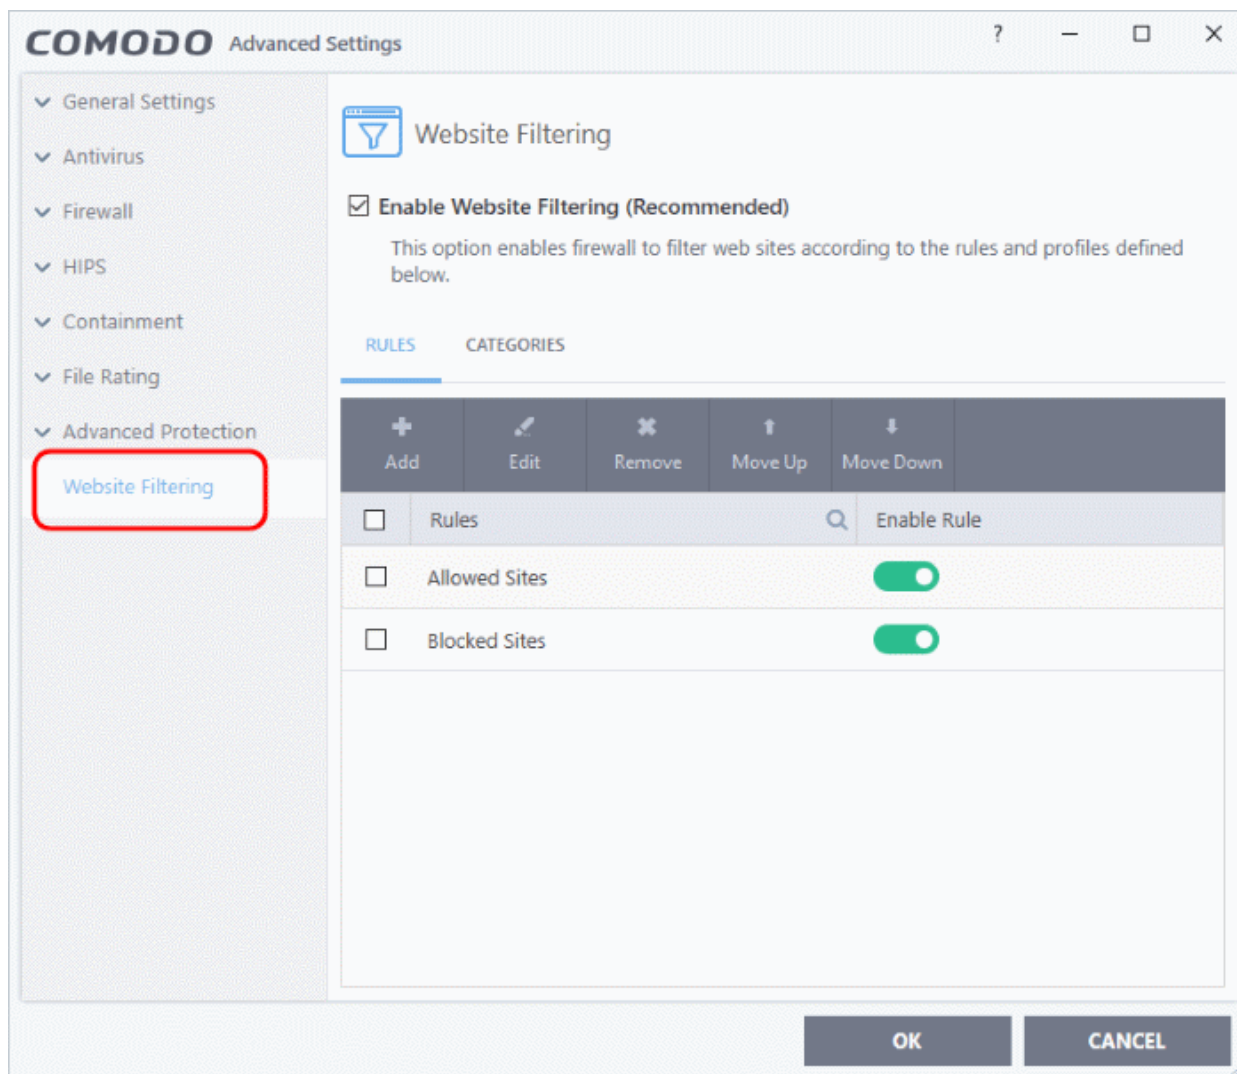 COMODO Advanced Settings ?
General Settings
Antivirus
Firewall
HIPS
Containment
File Rating
Advanced Protection
Website Filtering
Website Filtering
Enable Website Filtering (Recommended)
This option enables firewall to filter web sites according to the rules and profiles defined
below.
RULES CATEGORIES
Add Edit Remove Move Up Move Down
Rules Enable Rule
Allowed Sites
Blocked Sites
OK CANCEL